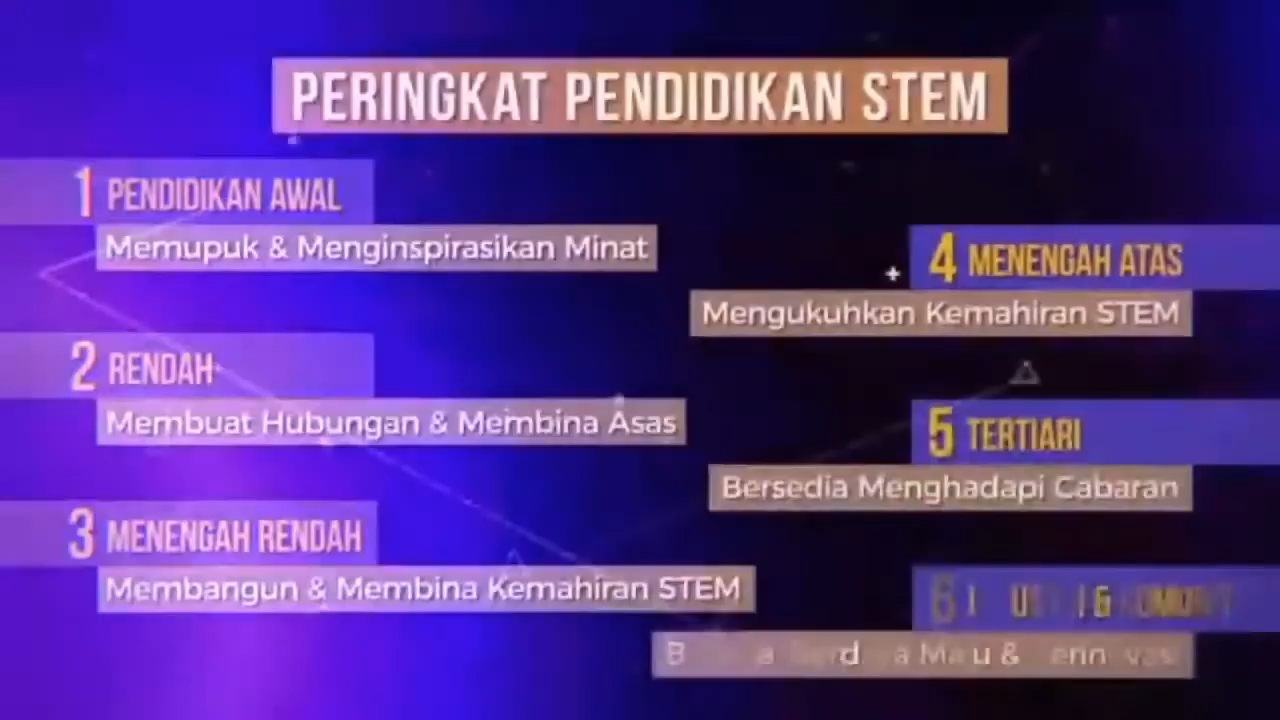 PERINGKAT PENDIDIKAN STEM
1 PENDIDIKAN AWAL
Memupuk & Menginspirasikan Minat
2 RENDAH
Membuat Hubungan & Membina Asas
3 MENENGAH RENDAH
Membangun & Membina Kemahiran STEM
4 MENENGAH ATAS
Mengukuhkan Kemahiran STEM
5 TERTIARI
Bersedia Menghadapi Cabaran
6 &
&